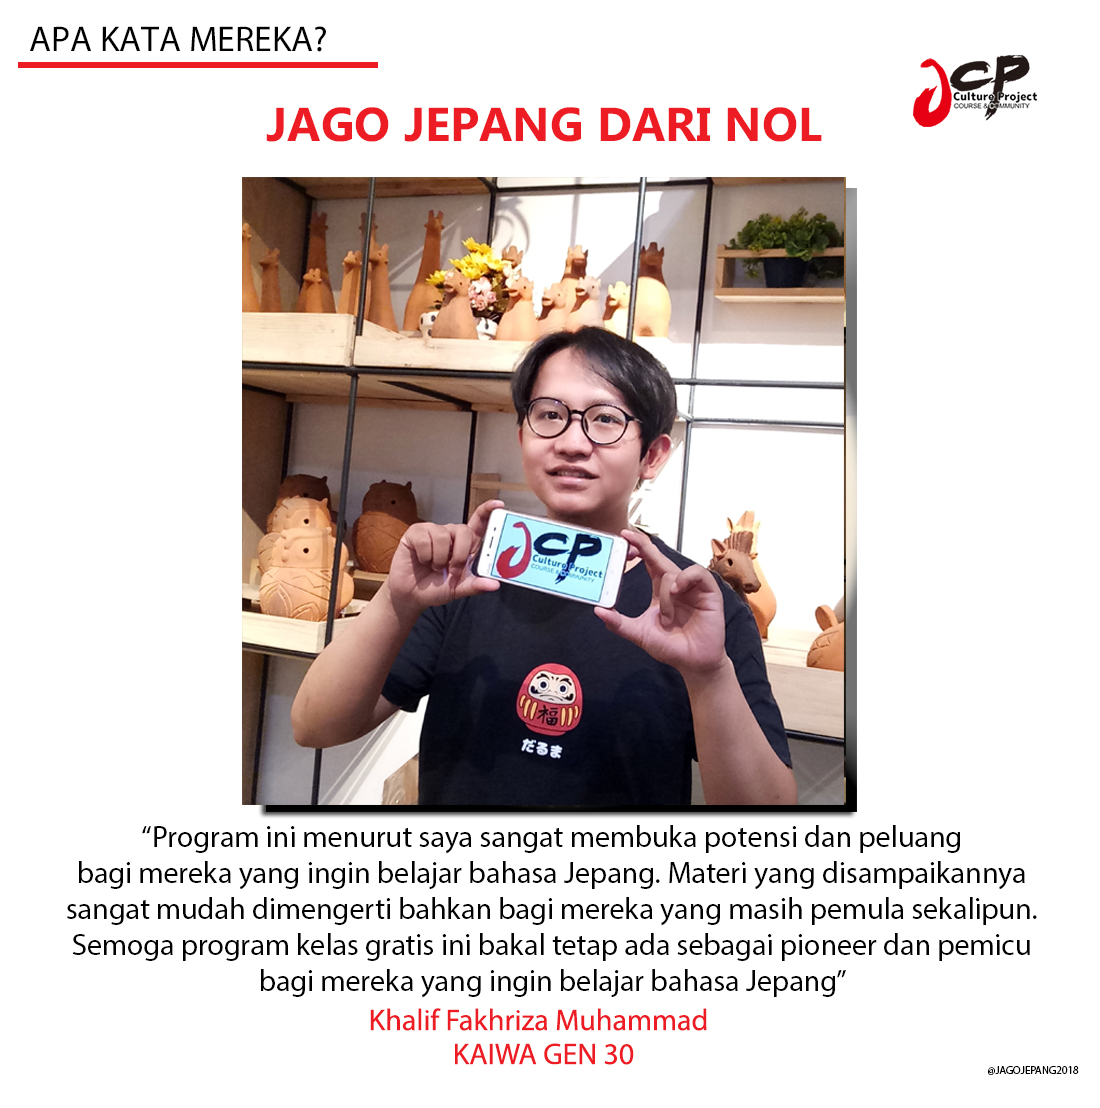 APA KATA MEREKA?
JCP
Culture Project
COURSE & COMMUNITY
JAGO JEPANG DARI NOL
JCP
Culture Project
COURSE & COMMUNITY
福
だるま
“Program ini menurut saya sangat membuka potensi dan peluang
bagi mereka yang ingin belajar bahasa Jepang. Materi yang disampaikannya
sangat mudah dimengerti bahkan bagi mereka yang masih pemula sekalipun.
Semoga program kelas gratis ini bakal tetap ada sebagai pioneer dan pemicu
bagi mereka yang ingin belajar bahasa Jepang”
Khalif Fakhriza Muhammad
KAIWA GEN 30
@JAGOJEPANG2018